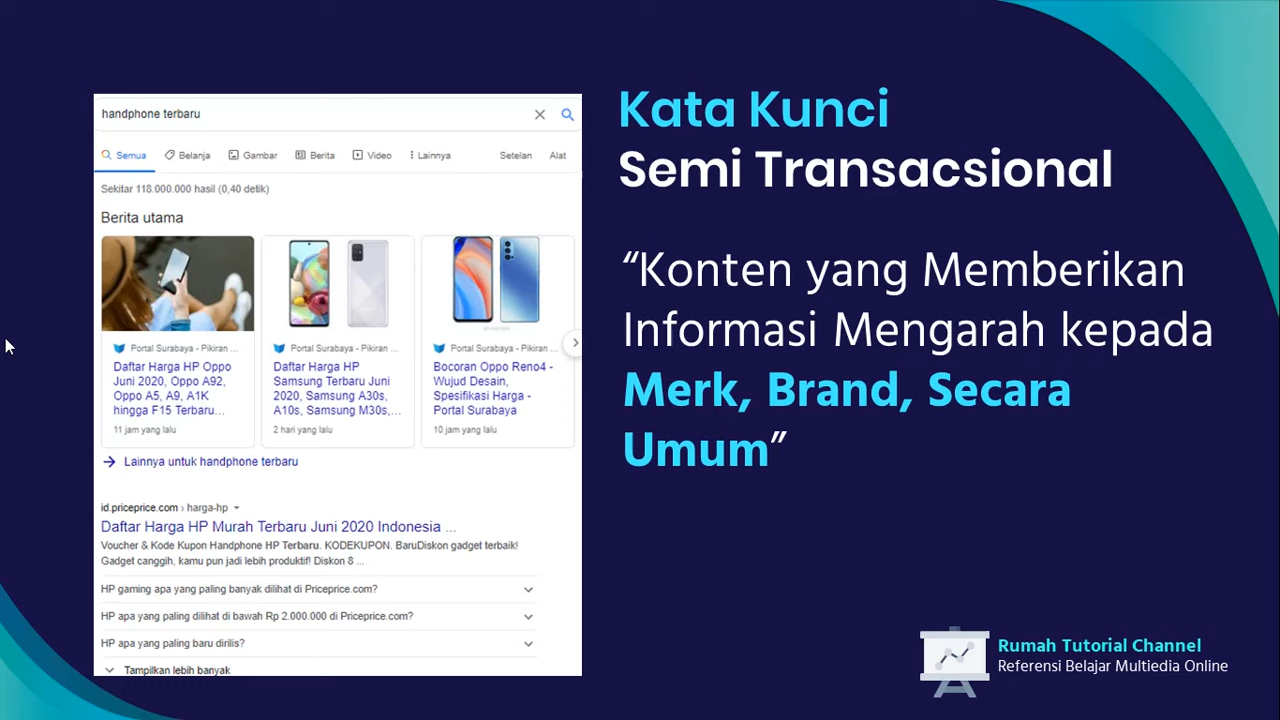 handphone terbaru
Semua Belanja Gambar Berita Video Lainnya Setelan Alat
Sekitar 118.000.000 hasil (0,40 detik)
Berita utama
Portal Surabaya - Pikiran ...
Daftar Harga HP Oppo
Juni 2020, Oppo A92,
Oppo A5, A9, A1K
hingga F15 Terbaru...
11 jam yang lalu
Portal Surabaya - Pikiran ...
Daftar Harga HP
Samsung Terbaru Juni
2020, Samsung A30s,
A10s, Samsung M30s,...
2 hari yang lalu
Portal Surabaya - Pikiran ...
Bocoran Oppo Reno4 -
Wujud Desain,
Spesifikasi Harga -
Portal Surabaya
10 jam yang lalu
Lainnya untuk handphone terbaru
id.priceprice.com › harga-hp
Daftar Harga HP Murah Terbaru Juni 2020 Indonesia ...
Voucher & Kode Kupon Handphone HP Terbaru. KODEKUPON. BaruDiskon gadget terbaik!
Gadget canggih, kamu pun jadi lebih produktif! Diskon 8 ...
HP gaming apa yang paling banyak dilihat di Priceprice.com?
HP apa yang paling dilihat di bawah Rp 2.000.000 di Priceprice.com?
HP apa yang paling baru dirilis?
Tampilkan lebih banyak
Kata Kunci
Semi Transacsional
“Konten yang Memberikan
Informasi Mengarah kepada
Merk, Brand, Secara
Umum”
Rumah Tutorial Channel
Referensi Belajar Multiedia Online